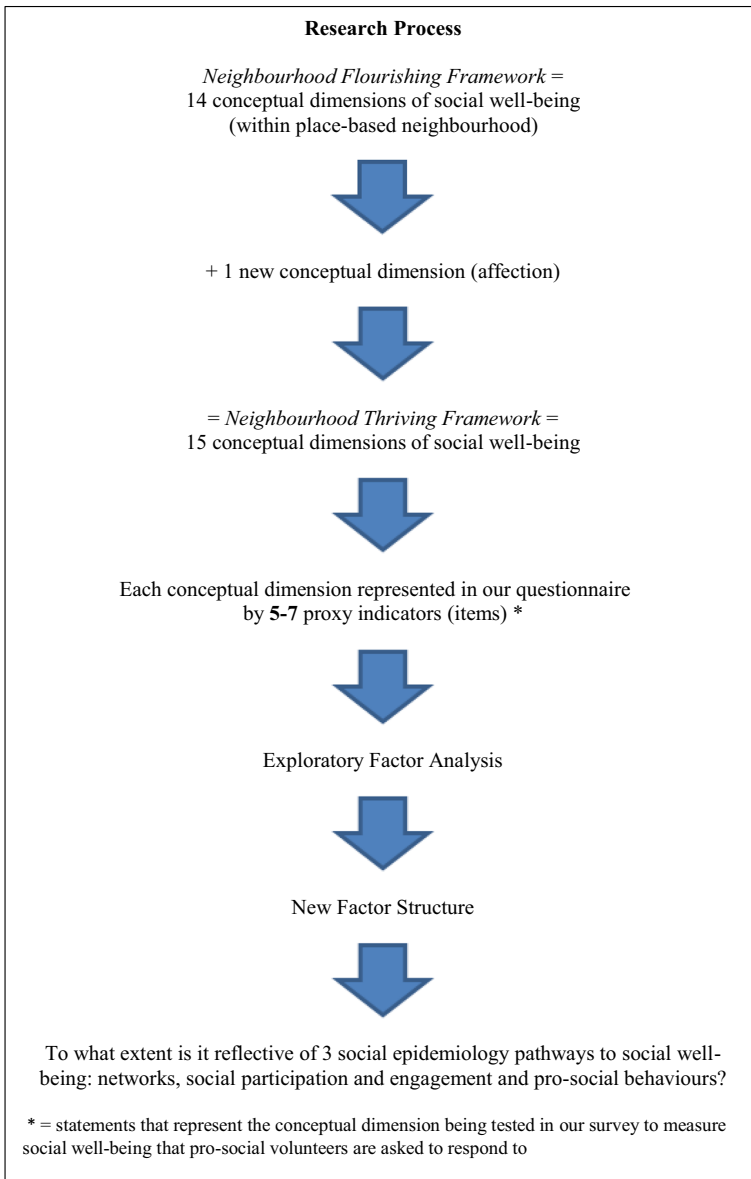 Research Process
Neighbourhood Flourishing Framework =
14 conceptual dimensions of social well-being
(within place-based neighbourhood)
+ 1 new conceptual dimension (affection)
= Neighbourhood Thriving Framework =
15 conceptual dimensions of social well-being
Each conceptual dimension represented in our questionnaire
by 5-7 proxy indicators (items) *
Exploratory Factor Analysis
New Factor Structure
To what extent is it reflective of 3 social epidemiology pathways to social well-
being: networks, social participation and engagement and pro-social behaviours?
* = statements that represent the conceptual dimension being tested in our survey to measure
social well-being that pro-social volunteers are asked to respond to